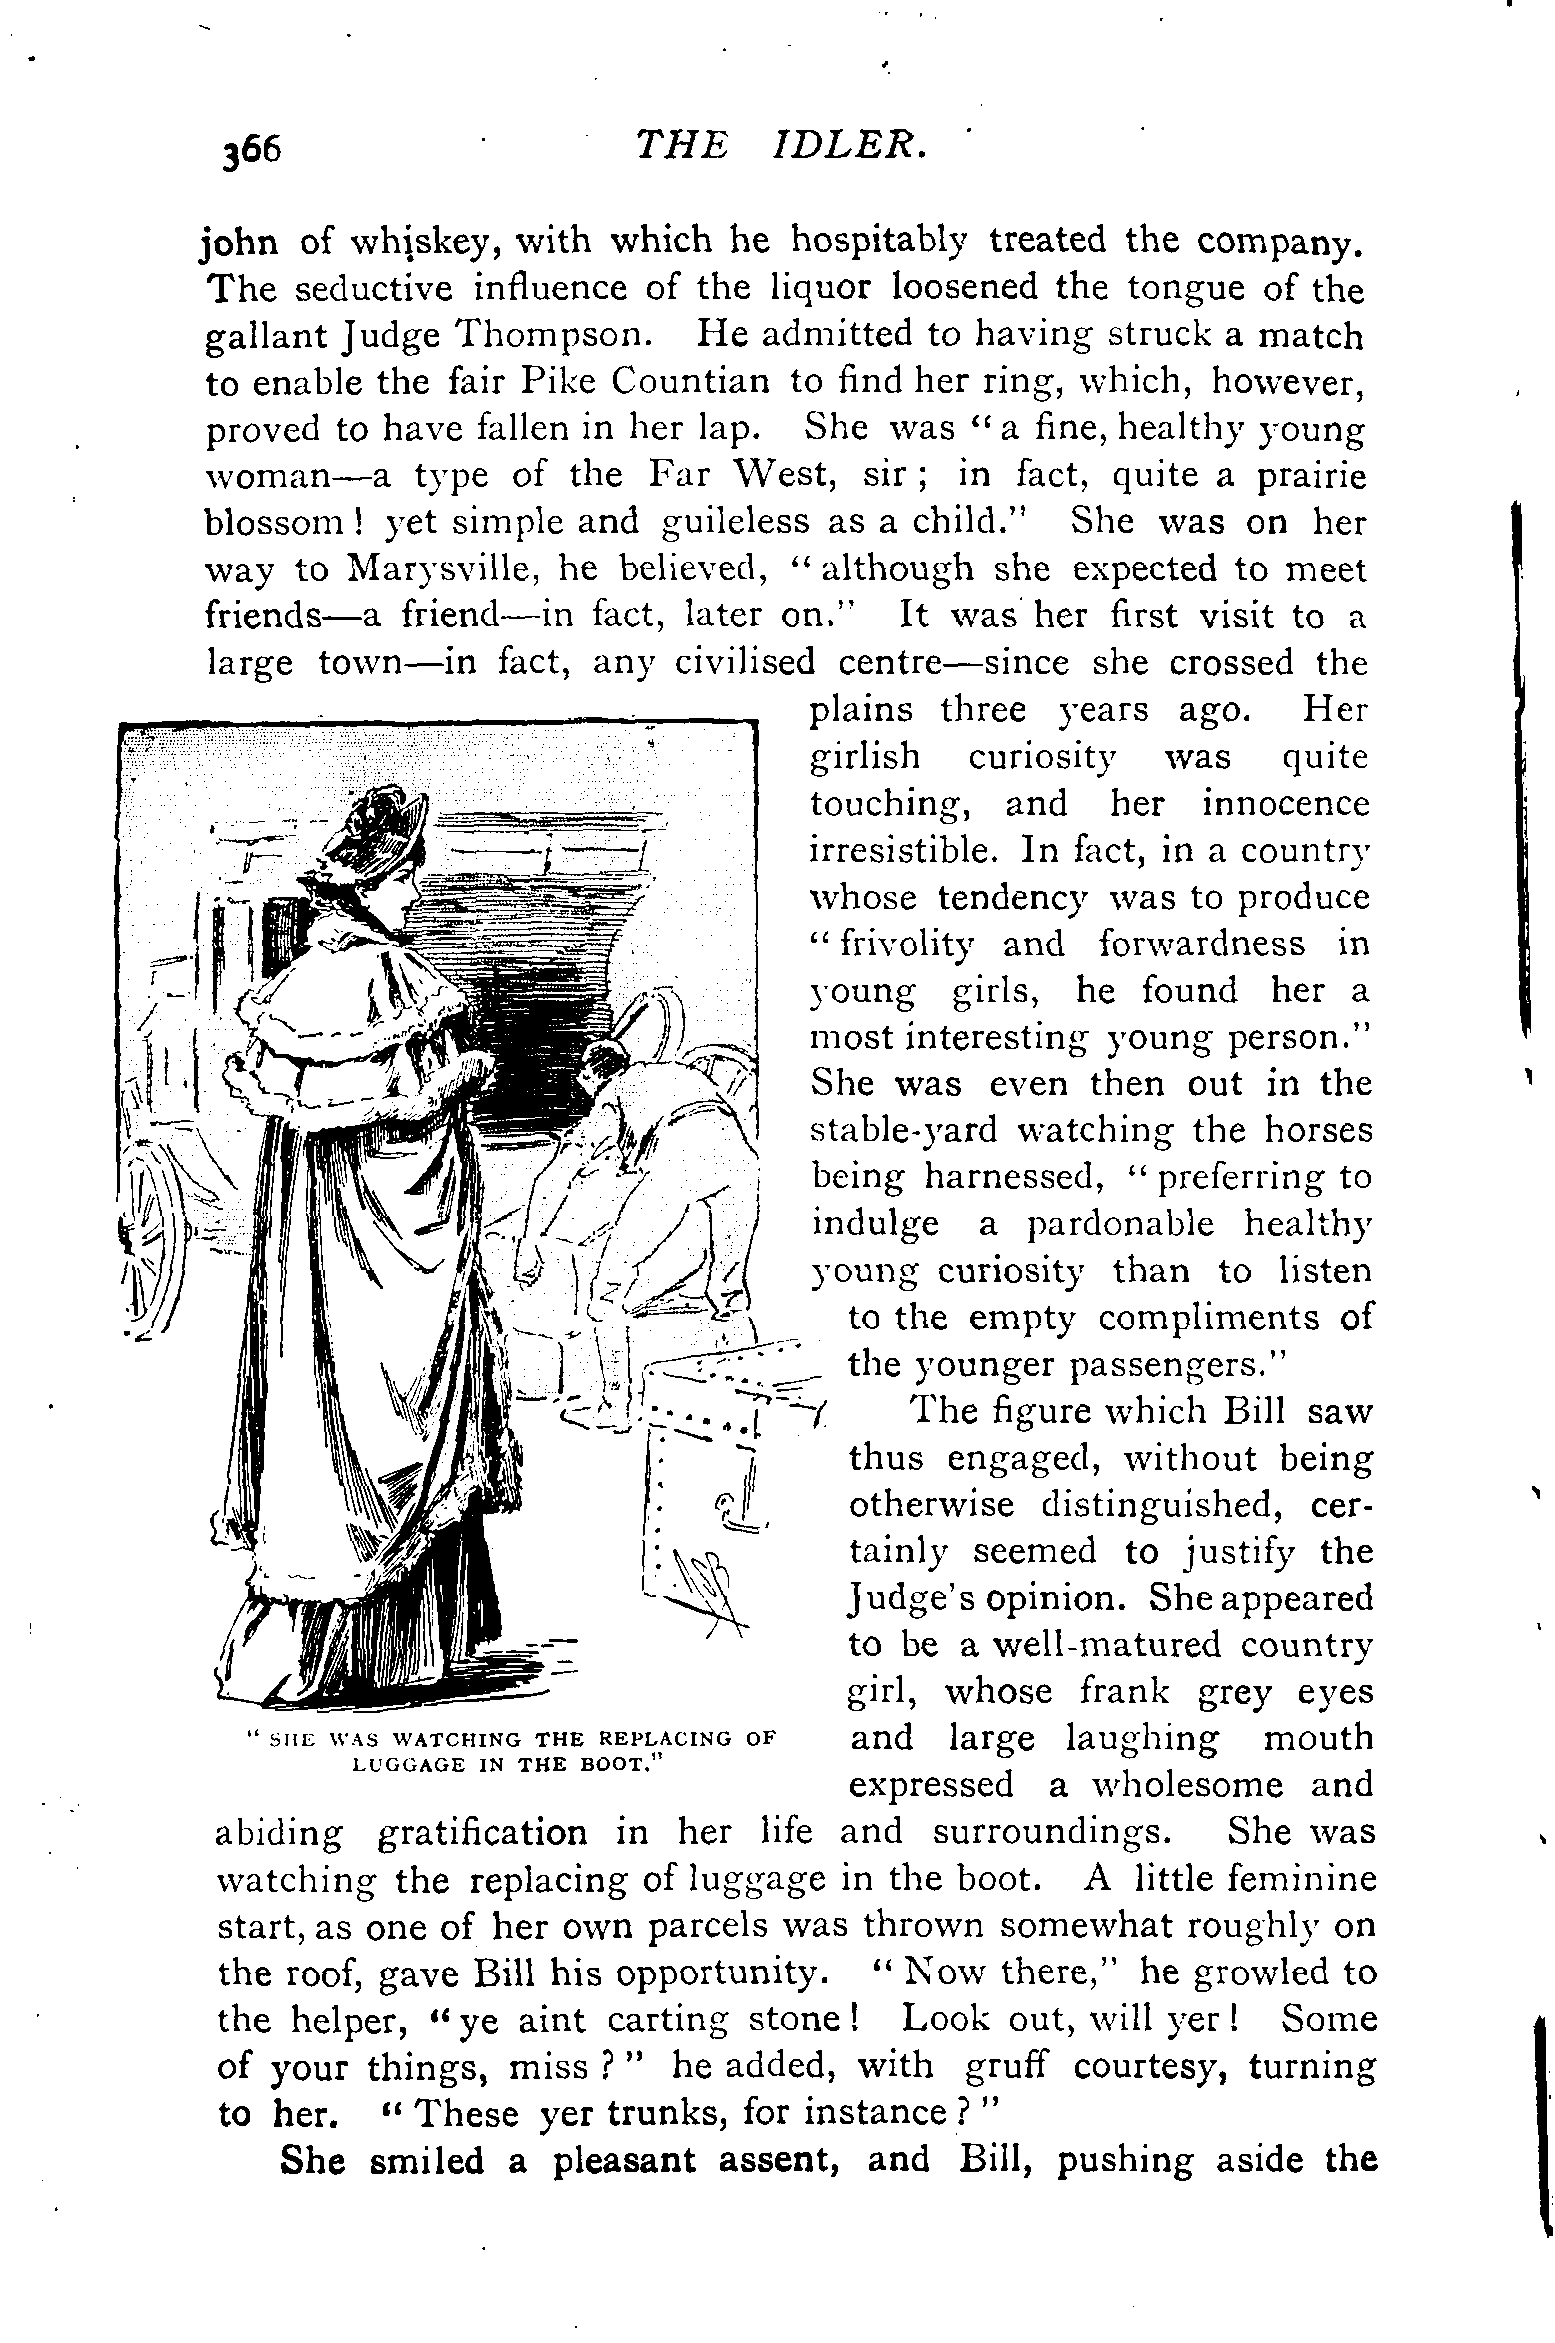 366 THE IDLER.
john of whiskey, with which he hospitably treated the company.
The seductive influence of the liquor loosened the tongue of the
gallant Judge Thompson. He admitted to having struck a match
to enable the fair Pike Countian to find her ring, which, however,
proved to have fallen in her lap. She was “ a fine, healthy young
woman—a type of the Far West, sir ; in fact, quite a prairie
blossom ! yet simple and guileless as a child.” She was on her
way to Marysville, he believed, “ although she expected to meet
friends—a friend—in fact, later on.” It was her first visit to a
large town—in fact, any civilised centre—since she crossed the
plains three years ago. Her
girlish curiosity was quite
touching, and her innocence
irresistible. In fact, in a country
whose tendency was to produce
“ frivolity and forwardness in
young girls, he found her a
most interesting young person.”
She was even then out in the
stable-yard watching the horses
being harnessed, “ preferring to
indulge a pardonable healthy
young curiosity than to listen
to the empty compliments of
the younger passengers.”
The figure which Bill saw
thus engaged, without being
otherwise distinguished, cer-
tainly seemed to justify the
Judge’s opinion. She appeared
to be a well-matured country
girl, whose frank grey eyes
and large laughing mouth
expressed a wholesome and
“ SHE WAS WATCHING THE REPLACING OF
LUGGAGE IN THE BOOT.”
abiding gratification in her life and surroundings. She was
watching the replacing of luggage in the boot. A little feminine
start, as one of her own parcels was thrown somewhat roughly on
the roof, gave Bill his opportunity. “ Now there,” he growled to
the helper, “ ye aint carting stone ! Look out, will yer ! Some
of your things, miss ? ” he added, with gruff courtesy, turning
to her. “ These yer trunks, for instance ? ”
She smiled a pleasant assent, and Bill, pushing aside the